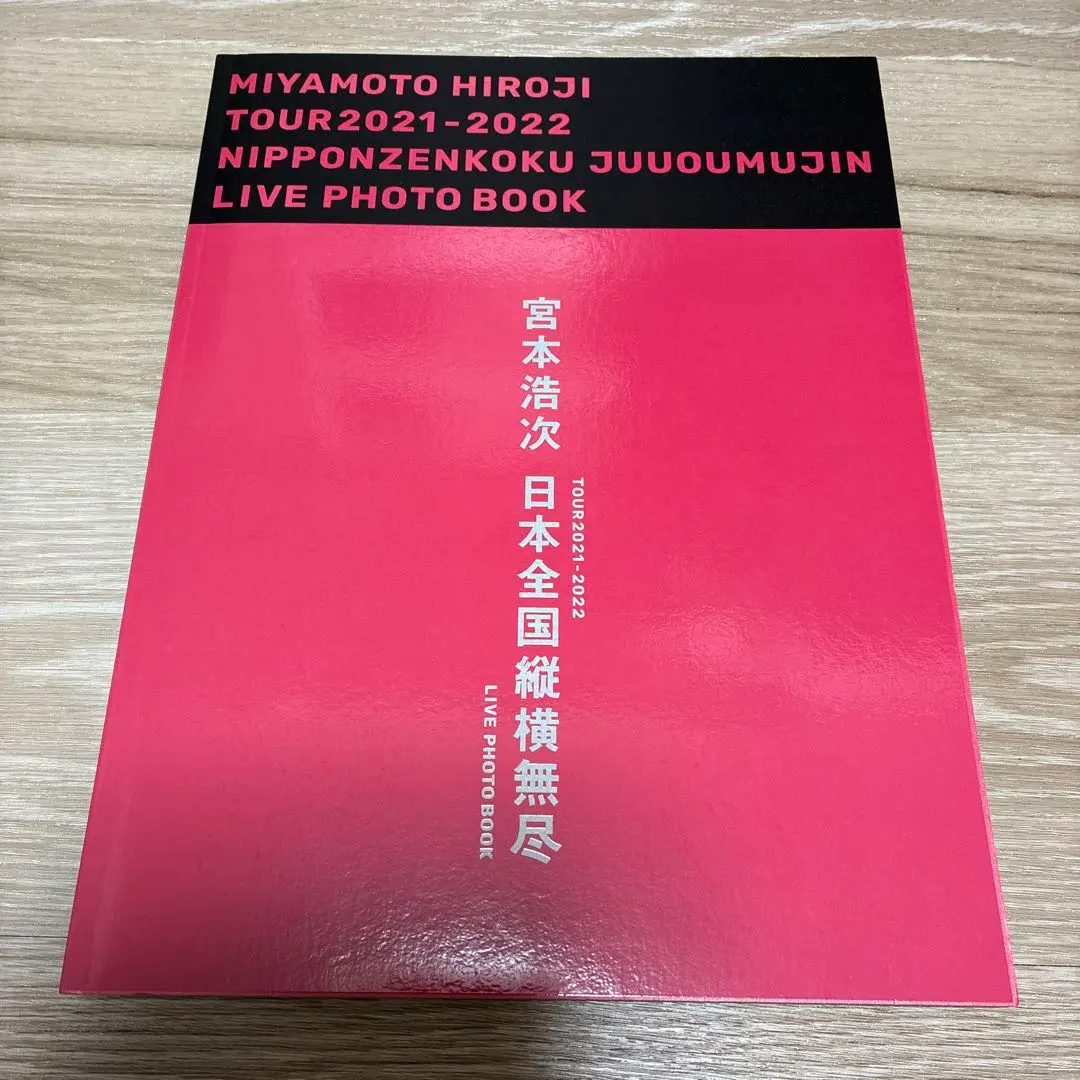 MIYAMOTO HIROJI
TOUR2021-2022
NIPPONZENKOKU JUUOUMUJIN
LIVE PHOTO BOOK
宮本浩次 日本全国縦横無尽
TOUR2021-2022
LIVE PHOTO BOOK